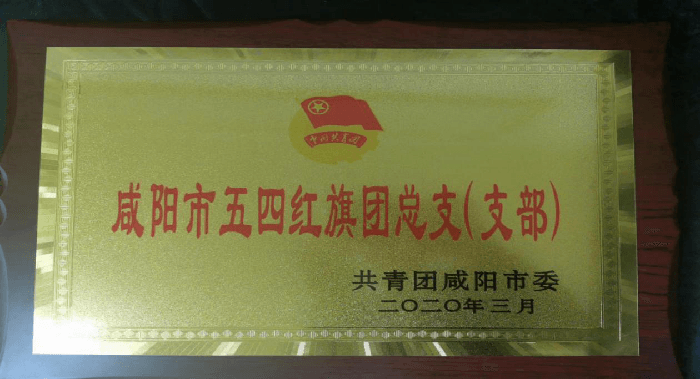 中国共青团
咸阳市五四红旗团总支(支部)
共青团咸阳市委
二〇二〇年三月